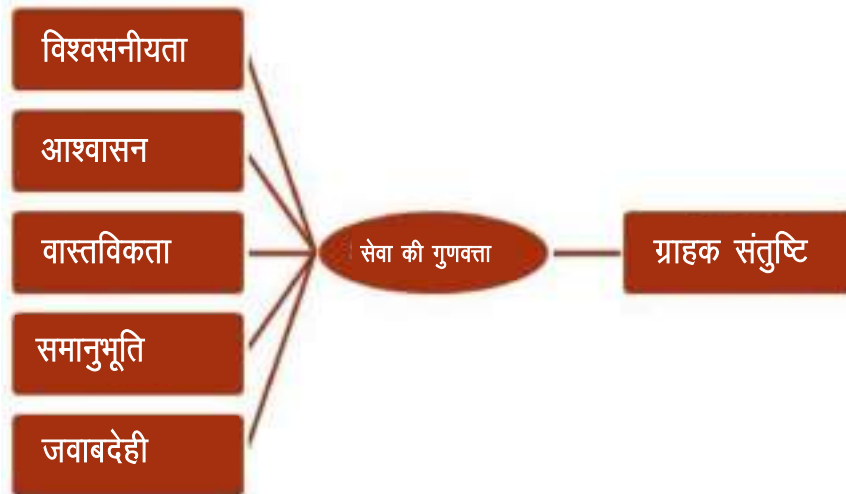 विश्वसनीयता
आश्वासन
वास्तविकता
समानुभूति
जवाबदेही
सेवा की गुणवत्ता
ग्राहक संतुष्टि